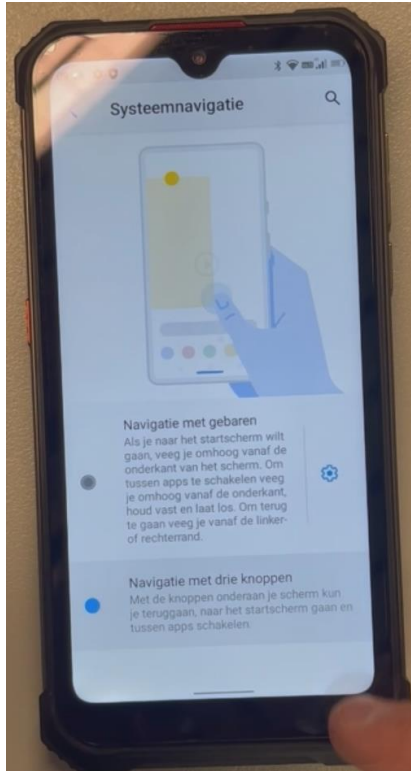 Systeemnavigatie
Navigatie met gebaren
Als je naar het startscherm wilt
gaan, veeg je omhoog vanaf de
onderkant van het scherm. Om
tussen apps te schakelen veeg
je omhoog vanaf de onderkant,
houd vast en laat los. Om terug
te gaan veeg je vanaf de linker-
of rechterrand.
Navigatie met drie knoppen
Met de knoppen onderaan je scherm kun
je teruggaan, naar het startscherm gaan en
tussen apps schakelen.